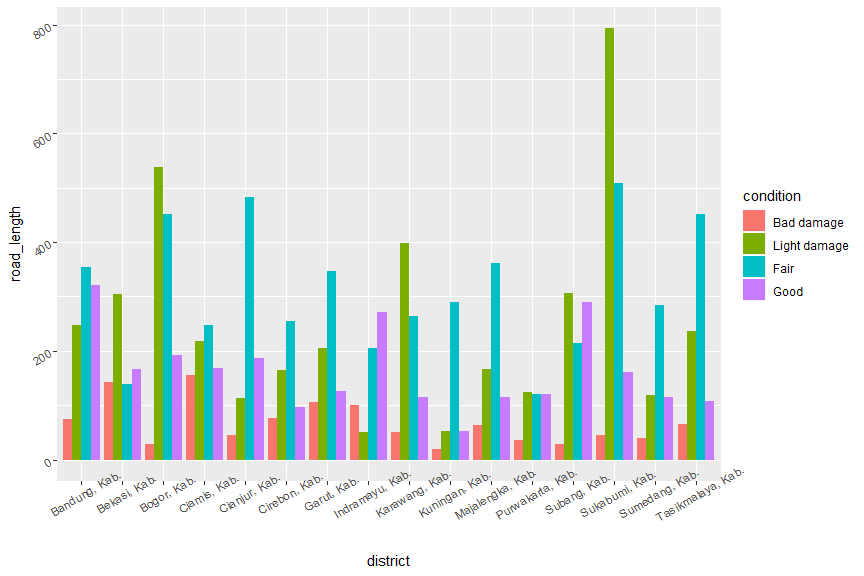 800
600
400
200
0
road_length
Bandung, Kab.
Bekasi, Kab.
Bogor, Kab.
Ciamis, Kab.
Cianjur, Kab.
Cirebon, Kab.
Garut, Kab.
Indramayu, Kab.
Karawang, Kab.
Kuningan, Kab.
Majalengka, Kab.
Purwakarta, Kab.
Subang, Kab.
Sukabumi, Kab.
Sumedang, Kab.
Tasikmalaya, Kab.
district
condition
Bad damage
Light damage
Fair
Good